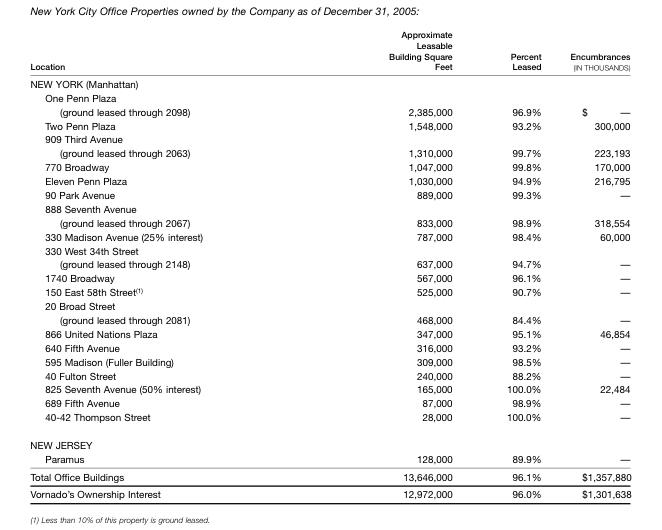 New York City Office Properties owned by the Company as of December 31, 2005:
Approximate
Leasable
Building Square Percent Encumbrances
Location Feet Leased (IN THOUSANDS)
NEW YORK (Manhattan)
One Penn Plaza
(ground leased through 2098) 2,385,000 96.9% $ —
Two Penn Plaza 1,548,000 93.2% 300,000
909 Third Avenue
(ground leased through 2063) 1,310,000 99.7% 223,193
770 Broadway 1,047,000 99.8% 170,000
Eleven Penn Plaza 1,030,000 94.9% 216,795
90 Park Avenue 889,000 99.3% —
888 Seventh Avenue
(ground leased through 2067) 833,000 98.9% 318,554
330 Madison Avenue (25% interest) 787,000 98.4% 60,000
330 West 34th Street
(ground leased through 2148) 637,000 94.7% —
1740 Broadway 567,000 96.1% —
150 East 58th Street(1) 525,000 90.7% —
20 Broad Street
(ground leased through 2081) 468,000 84.4% —
866 United Nations Plaza 347,000 95.1% 46,854
640 Fifth Avenue 316,000 93.2% —
595 Madison (Fuller Building) 309,000 98.5% —
40 Fulton Street 240,000 88.2% —
825 Seventh Avenue (50% interest) 165,000 100.0% 22,484
689 Fifth Avenue 87,000 98.9% —
40-42 Thompson Street 28,000 100.0% —
NEW JERSEY
Paramus 128,000 89.9% —
Total Office Buildings 13,646,000 96.1% $1,357,880
Vornado's Ownership Interest 12,972,000 96.0% $1,301,638
(1) Less than 10% of this property is ground leased.